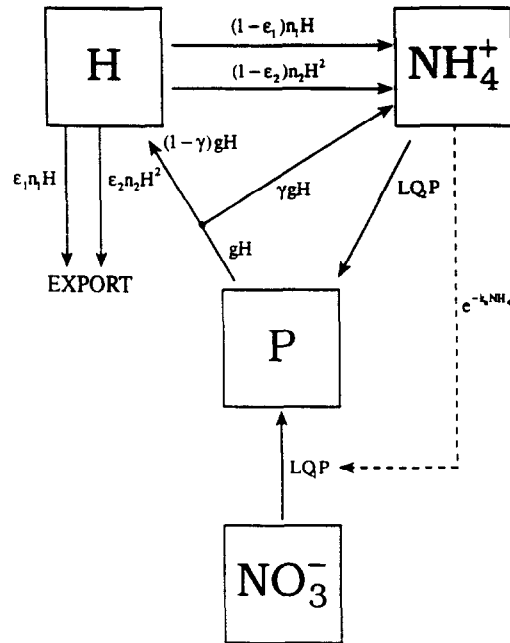 (1-ε₁)n₁H
H
NH₄⁺
(1-ε₂)n₂H²
(1-γ)gH
ε₁n₁H
ε₂n₂H²
γgH
LQ₂P
gH
EXPORT
P
LQ₁P
NO₃⁻